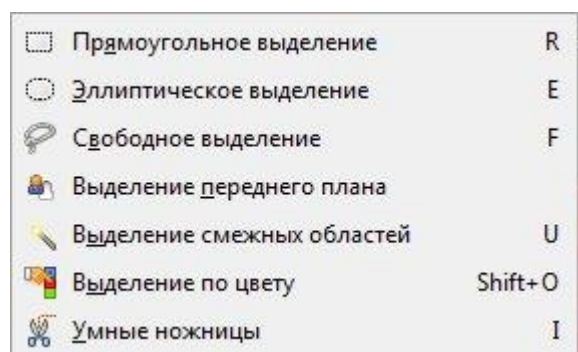 Прямоугольное выделение R
Эллиптическое выделение E
Свободное выделение F
Выделение переднего плана
Выделение смежных областей U
Выделение по цвету Shift+O
Умные ножницы I